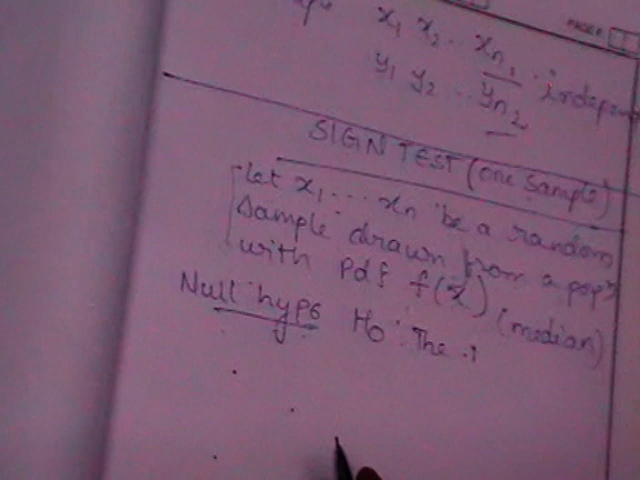 x₁ x₂ ... xn₁ . indepen
y₁ y₂ ... yn₂
SIGN TEST (one Sample)
Let x₁ ... xn be a random
Sample drawn from a popⁿ
with pdf f(x) (median)
Null hypo H₀ : The